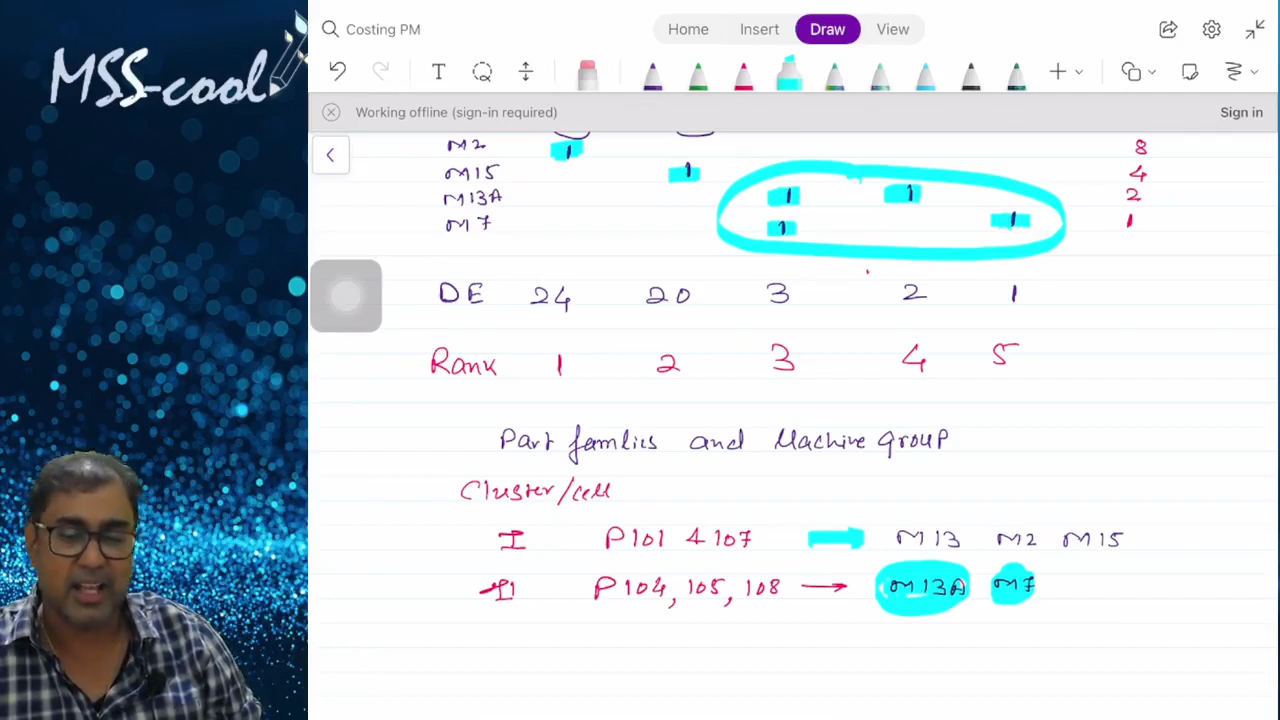 MSS-cool
Costing PM
Home Insert Draw View
Working offline (sign-in required)
Sign in
M2 1 8
M15 1 4
M13A 1 1 2
M7 1 1 1
DE 24 20 3 2 1
Rank 1 2 3 4 5
Part famlies and Machine group
Cluster/cell
I P101 & 107 M13 M2 M15
II P104, 105, 108 → M13A M7